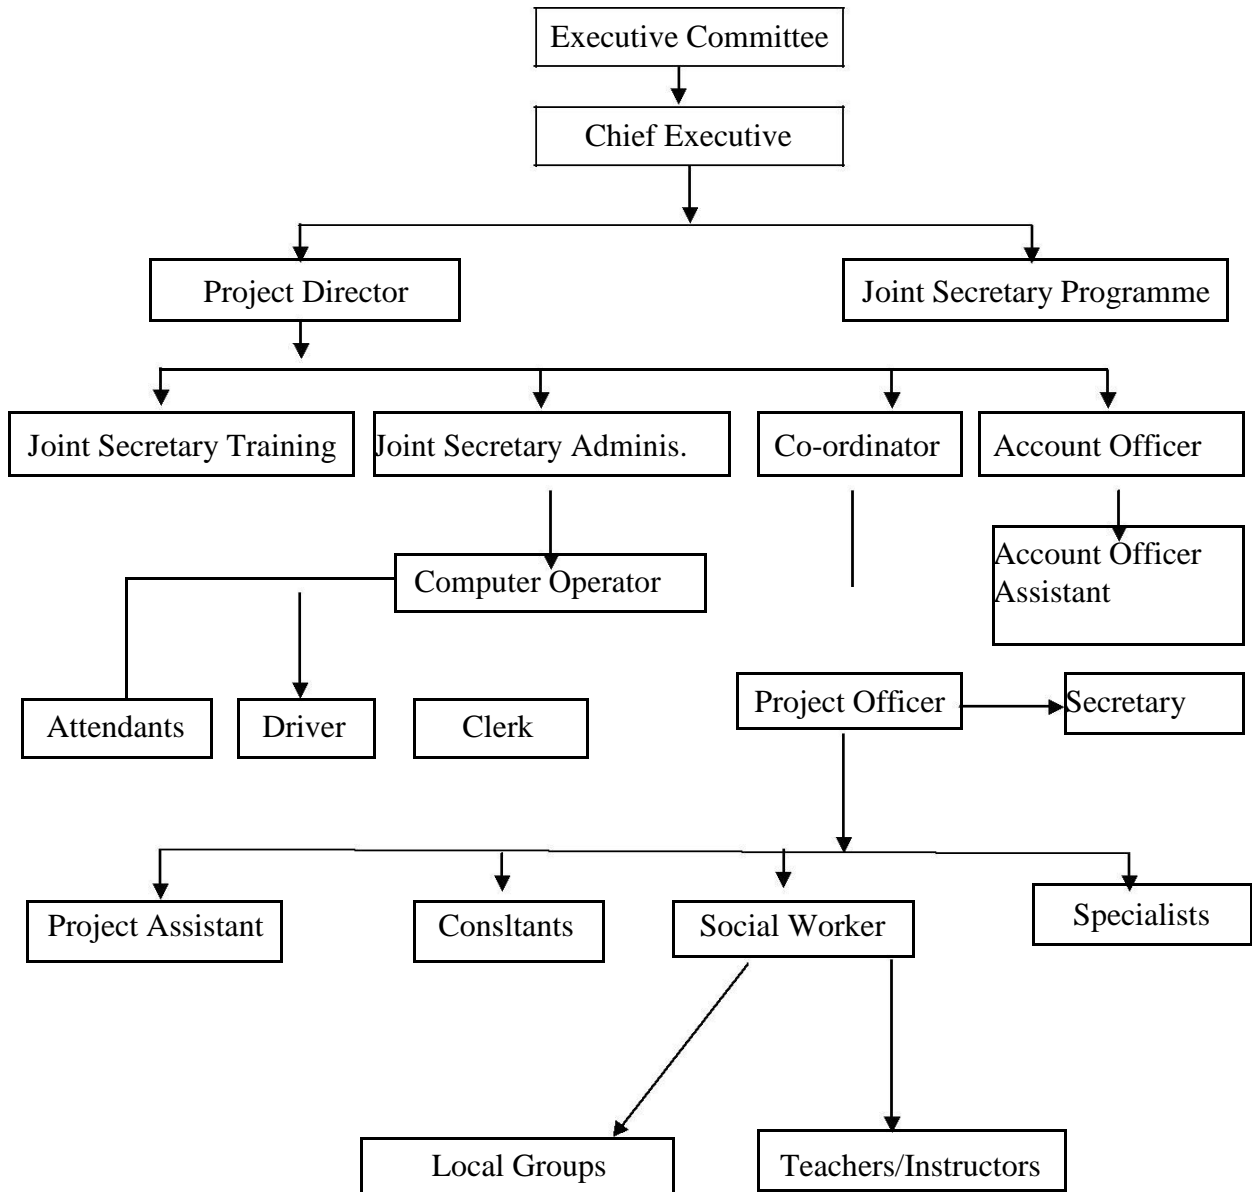 Executive Committee
Chief Executive
Project Director
Joint Secretary Programme
Joint Secretary Training
Joint Secretary Adminis.
Co-ordinator
Account Officer
Account Officer
Assistant
Computer Operator
Project Officer
Secretary
Attendants
Driver
Clerk
Project Assistant
Consltants
Social Worker
Specialists
Local Groups
Teachers/Instructors